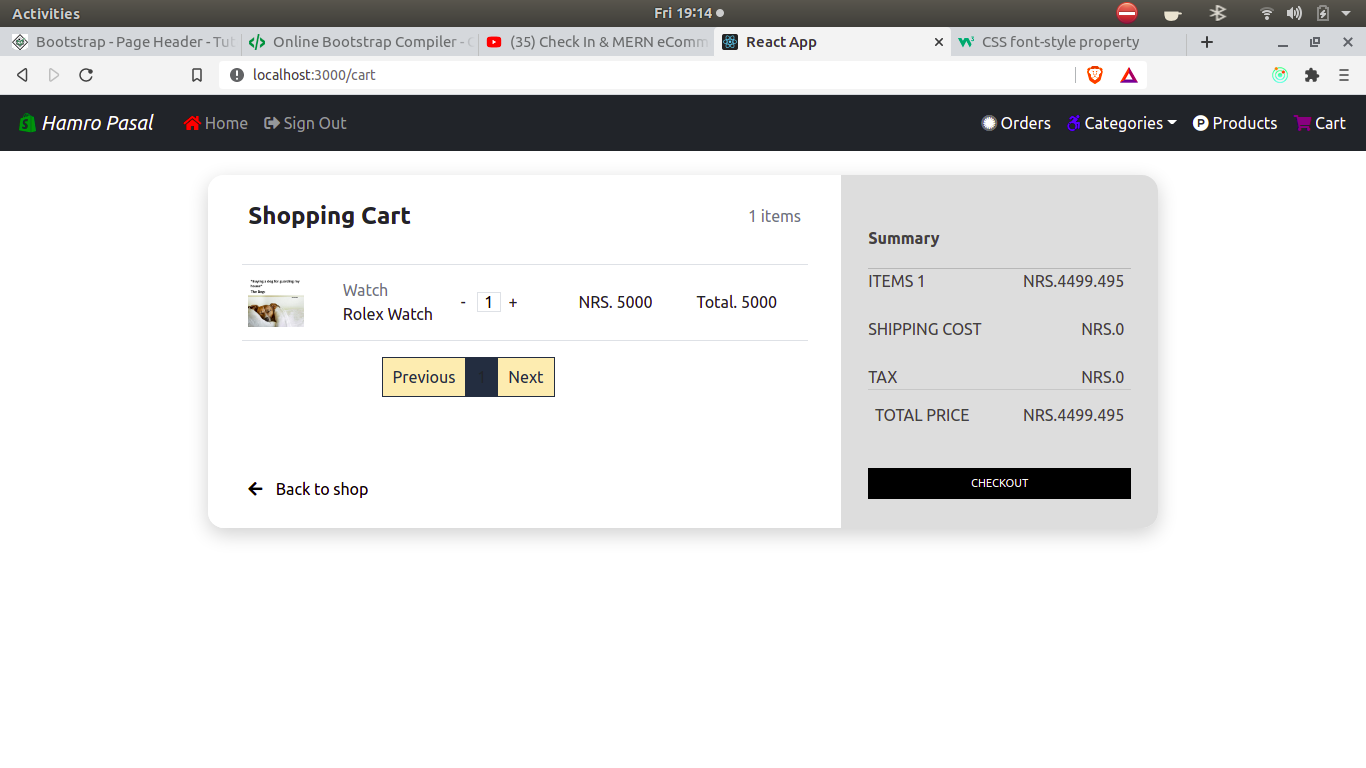 Activities
Fri 19:14
Bootstrap - Page Header - Tut
Online Bootstrap Compiler - 
(35) Check In & MERN eComm
React App
CSS font-style property
localhost:3000/cart
Hamro Pasal
Home
Sign Out
Orders
Categories
Products
Cart
Shopping Cart
1 items
Summary
ITEMS 1
NRS.4499.495
Watch
Rolex Watch
- 1 +
NRS. 5000
Total. 5000
SHIPPING COST
NRS.0
Previous
1
Next
TAX
NRS.0
TOTAL PRICE
NRS.4499.495
Back to shop
CHECKOUT